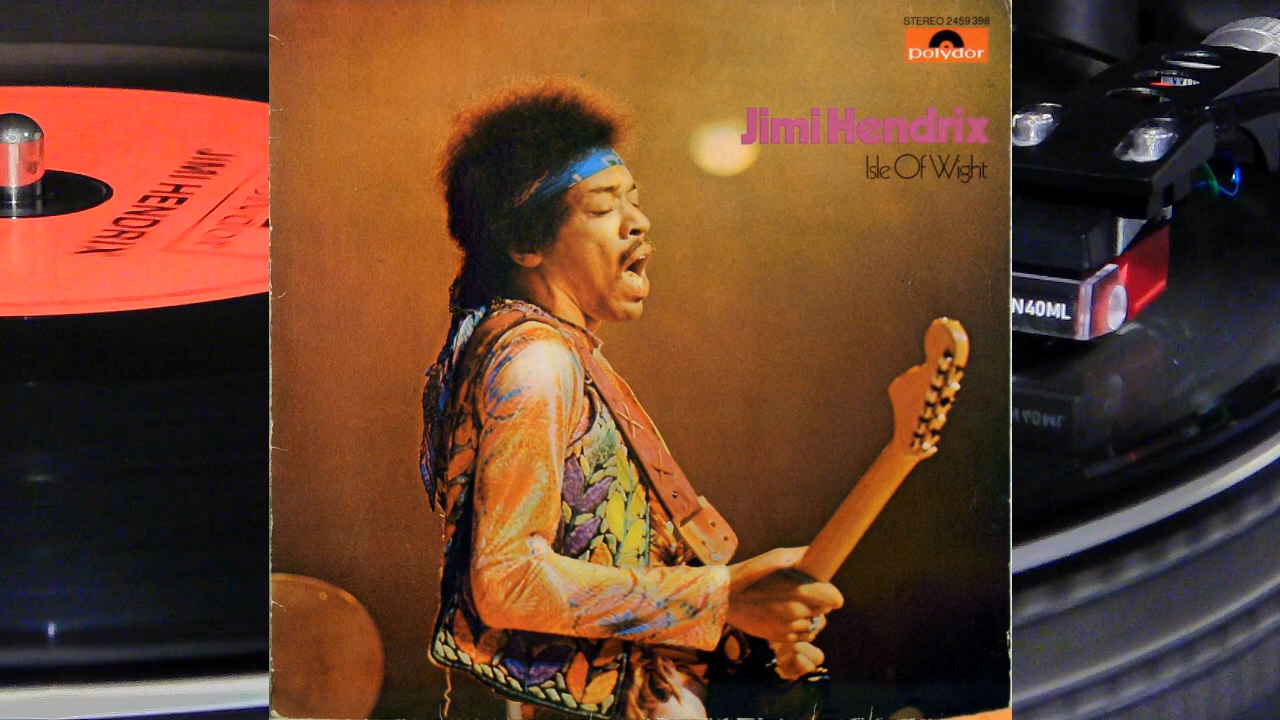 STEREO 2459 398
polydor
Jimi Hendrix
Isle Of Wight
JIMI HENDRIX
N40ML